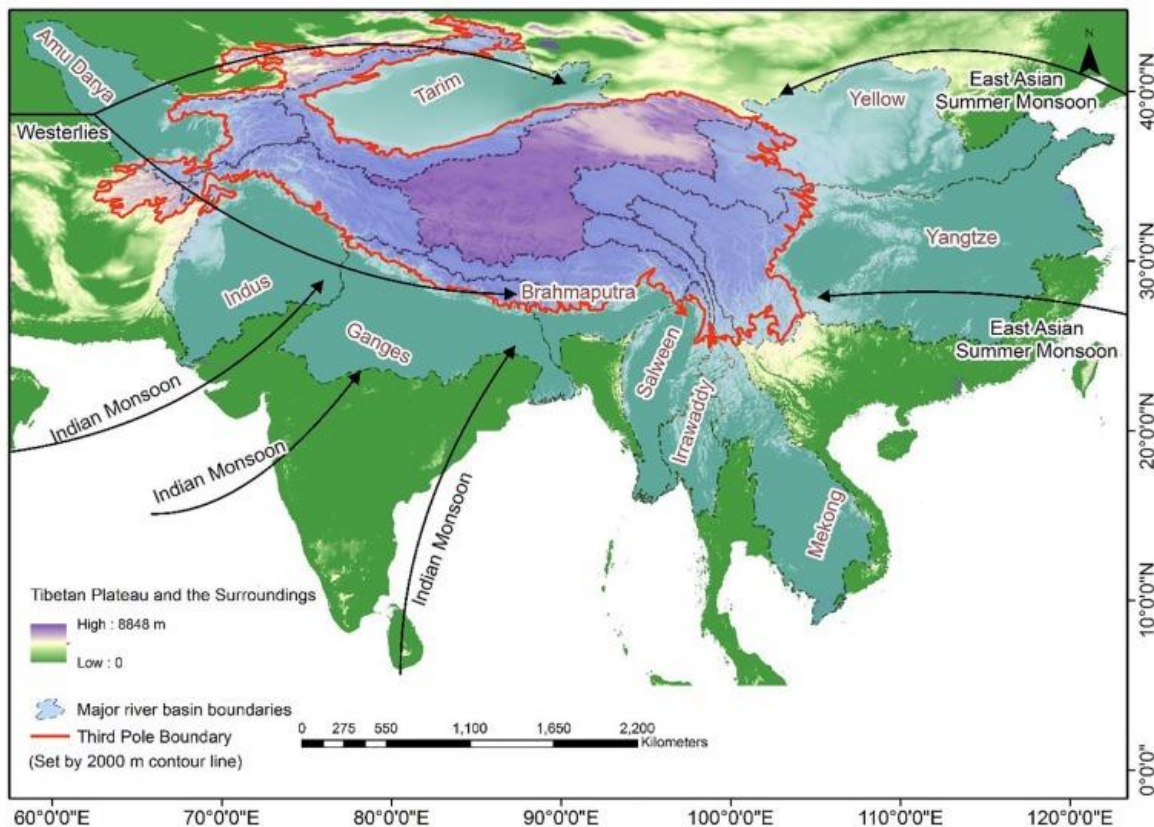 Amu Darya
Tarim
N
East Asian
Summer Monsoon
Yellow
40°0'0"N
Westerlies
Yangtze
30°0'0"N
Indus
Brahmaputra
Ganges
East Asian
Summer Monsoon
Salween
Indian Monsoon
20°0'0"N
Irrawaddy
Indian Monsoon
Mekong
Indian Monsoon
10°0'0"N
Tibetan Plateau and the Surroundings
High : 8848 m
Low : 0
Major river basin boundaries
Third Pole Boundary
(Set by 2000 m contour line)
0 275 550 1,100 1,650 2,200
Kilometers
0°0'0"
60°0'0"E 70°0'0"E 80°0'0"E 90°0'0"E 100°0'0"E 110°0'0"E 120°0'0"E